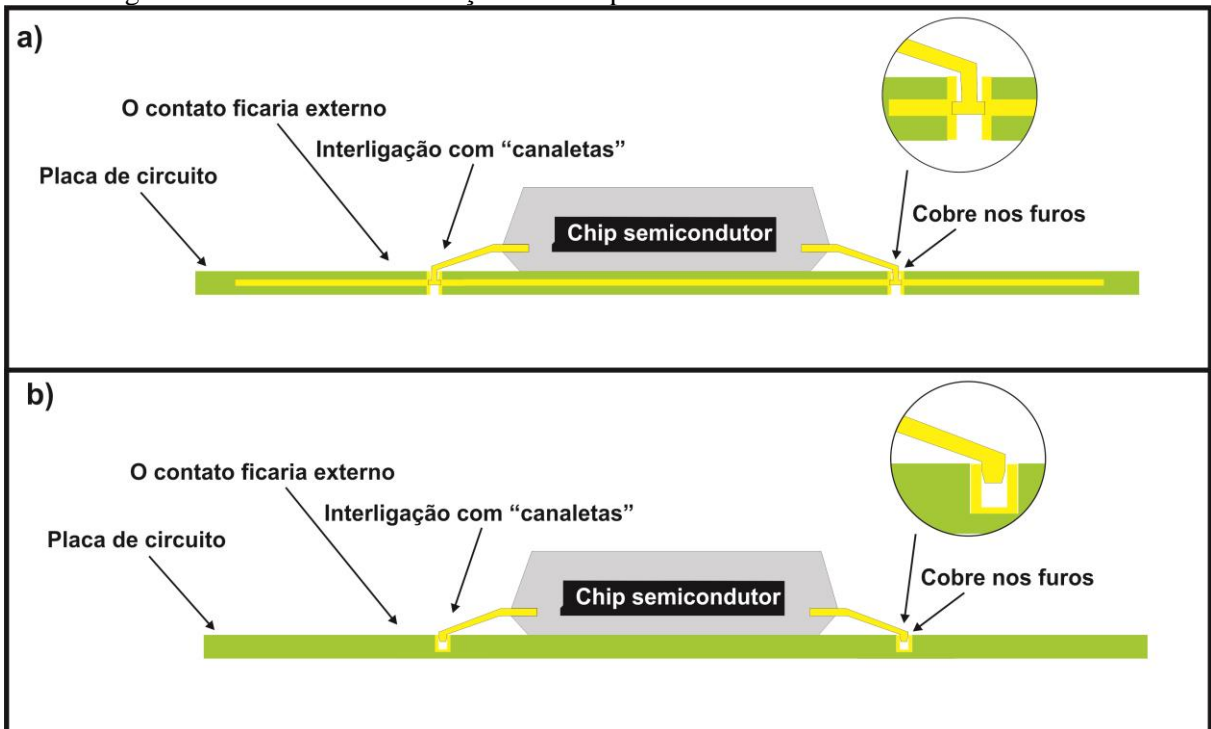 a)
O contato ficaria externo
Interligação com “canaletas”
Placa de circuito
Chip semicondutor
Cobre nos furos
b)
O contato ficaria externo
Interligação com “canaletas”
Placa de circuito
Chip semicondutor
Cobre nos furos